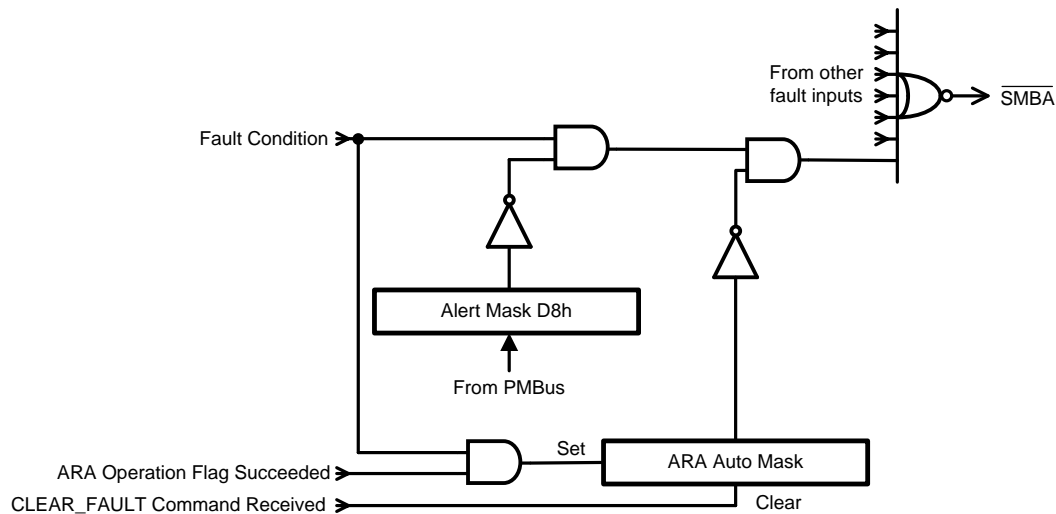 From other
fault inputs
SMBA
Fault Condition
Alert Mask D8h
From PMBus
Set
ARA Auto Mask
ARA Operation Flag Succeeded
CLEAR_FAULT Command Received
Clear